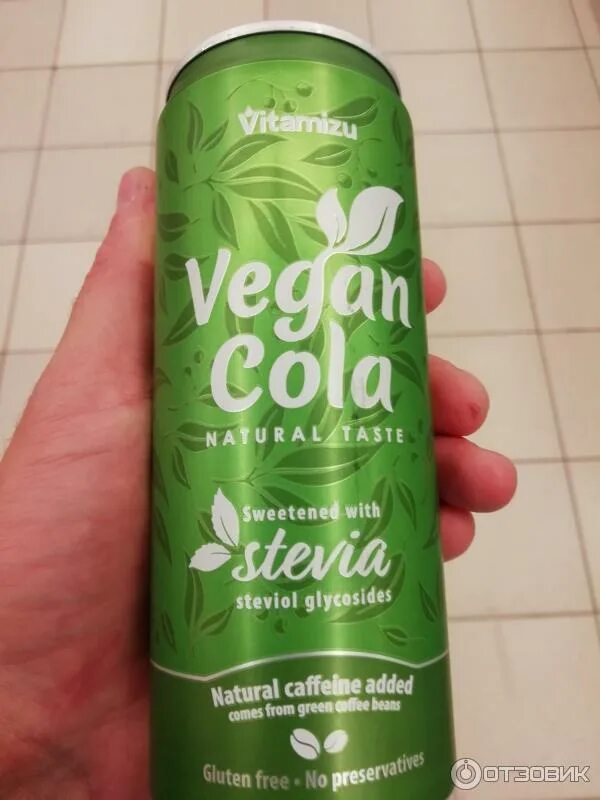 Vitamizu
Vegan
Cola
NATURAL TASTE
Sweetened with
stevia
steviol glycosides
Natural caffeine added
comes from green coffee beans
Gluten free • No preservatives
ОТЗОВИК